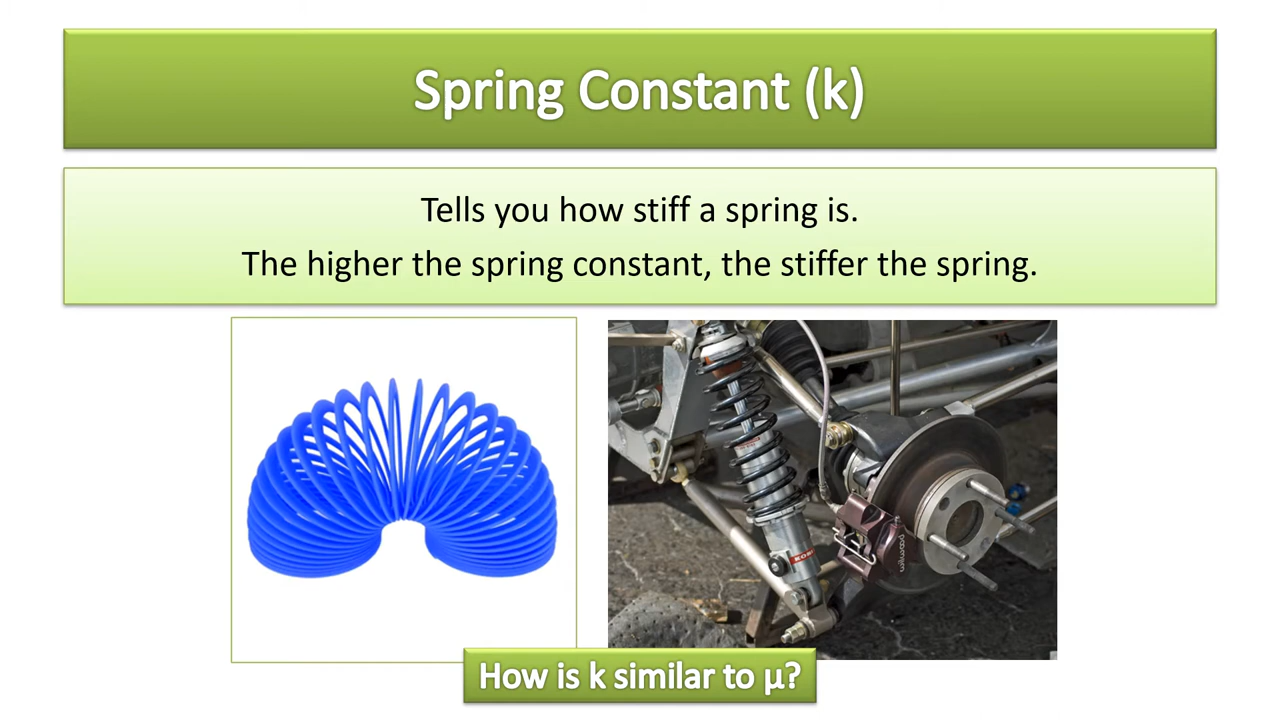 Spring Constant (k)
Tells you how stiff a spring is.
The higher the spring constant, the stiffer the spring.
How is k similar to µ?